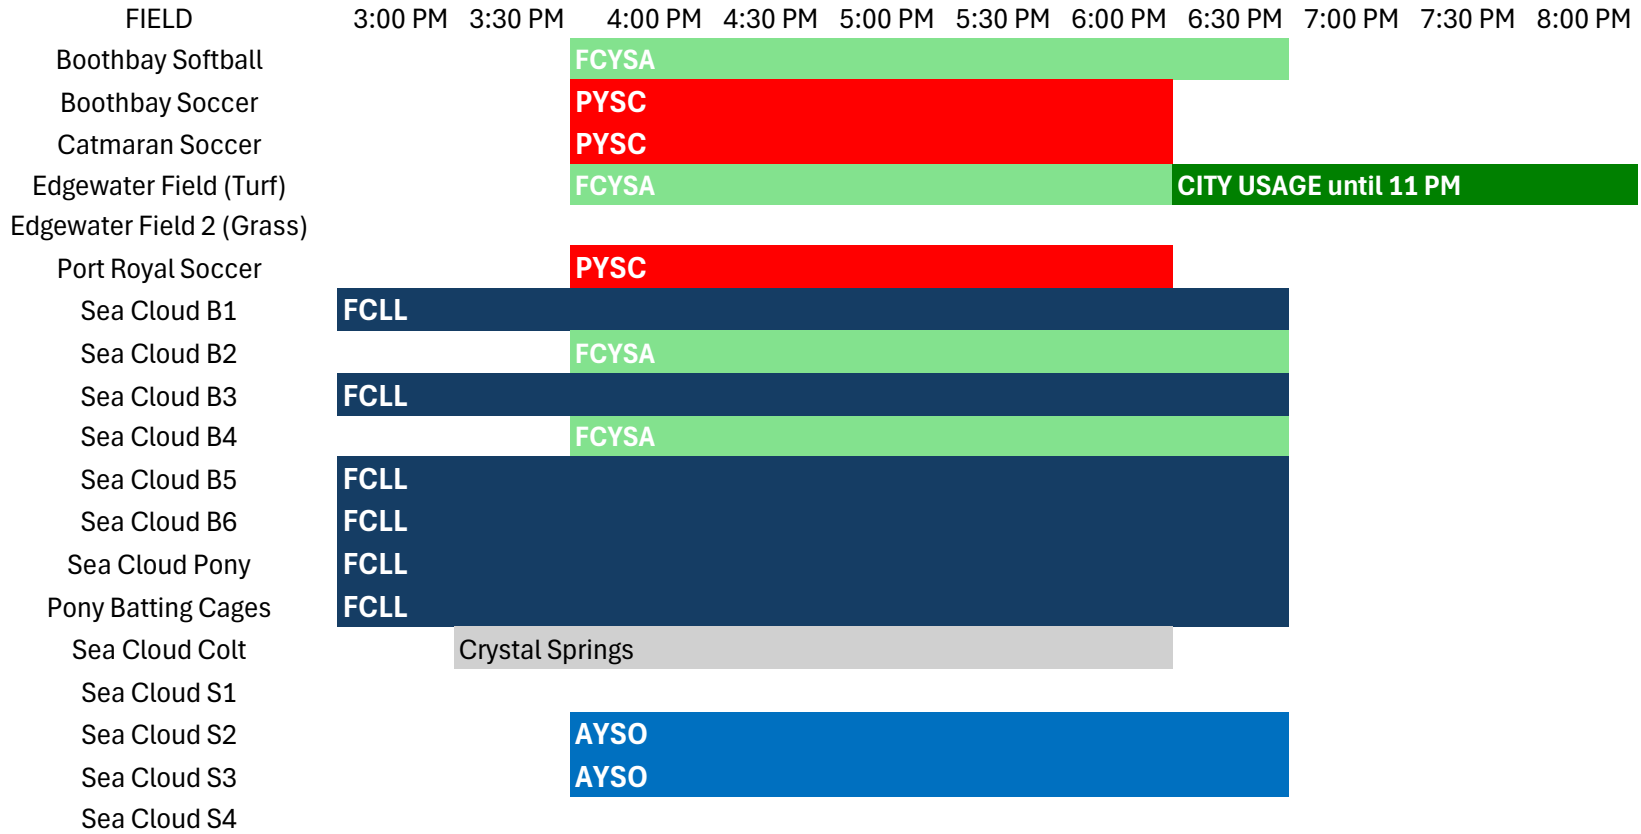 FIELD 3:00 PM 3:30 PM 4:00 PM 4:30 PM 5:00 PM 5:30 PM 6:00 PM 6:30 PM 7:00 PM 7:30 PM 8:00 PM
Boothbay Softball FCYSA
Boothbay Soccer PYSC
Catmaran Soccer PYSC
Edgewater Field (Turf) FCYSA CITY USAGE until 11 PM
Edgewater Field 2 (Grass)
Port Royal Soccer PYSC
Sea Cloud B1 FCLL
Sea Cloud B2 FCYSA
Sea Cloud B3 FCLL
Sea Cloud B4 FCYSA
Sea Cloud B5 FCLL
Sea Cloud B6 FCLL
Sea Cloud Pony FCLL
Pony Batting Cages FCLL
Sea Cloud Colt Crystal Springs
Sea Cloud S1
Sea Cloud S2 AYSO
Sea Cloud S3 AYSO
Sea Cloud S4